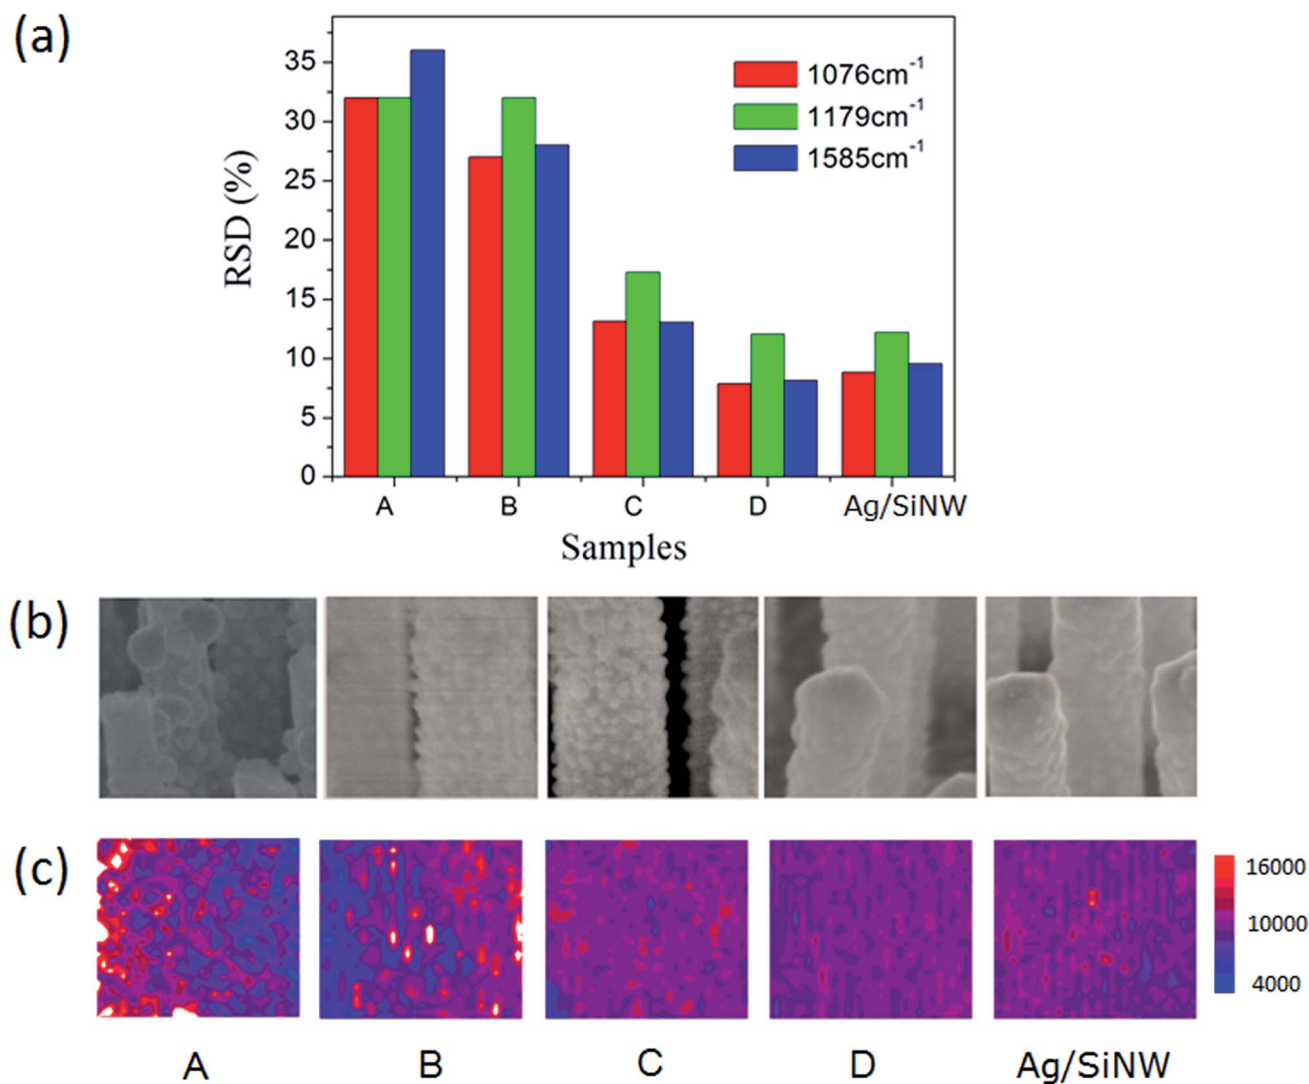 (a)
35
30
25
20
15
10
5
0
RSD (%)
1076cm⁻¹
1179cm⁻¹
1585cm⁻¹
A B C D Ag/SiNW
Samples
(b)
(c)
16000
10000
4000
A B C D Ag/SiNW